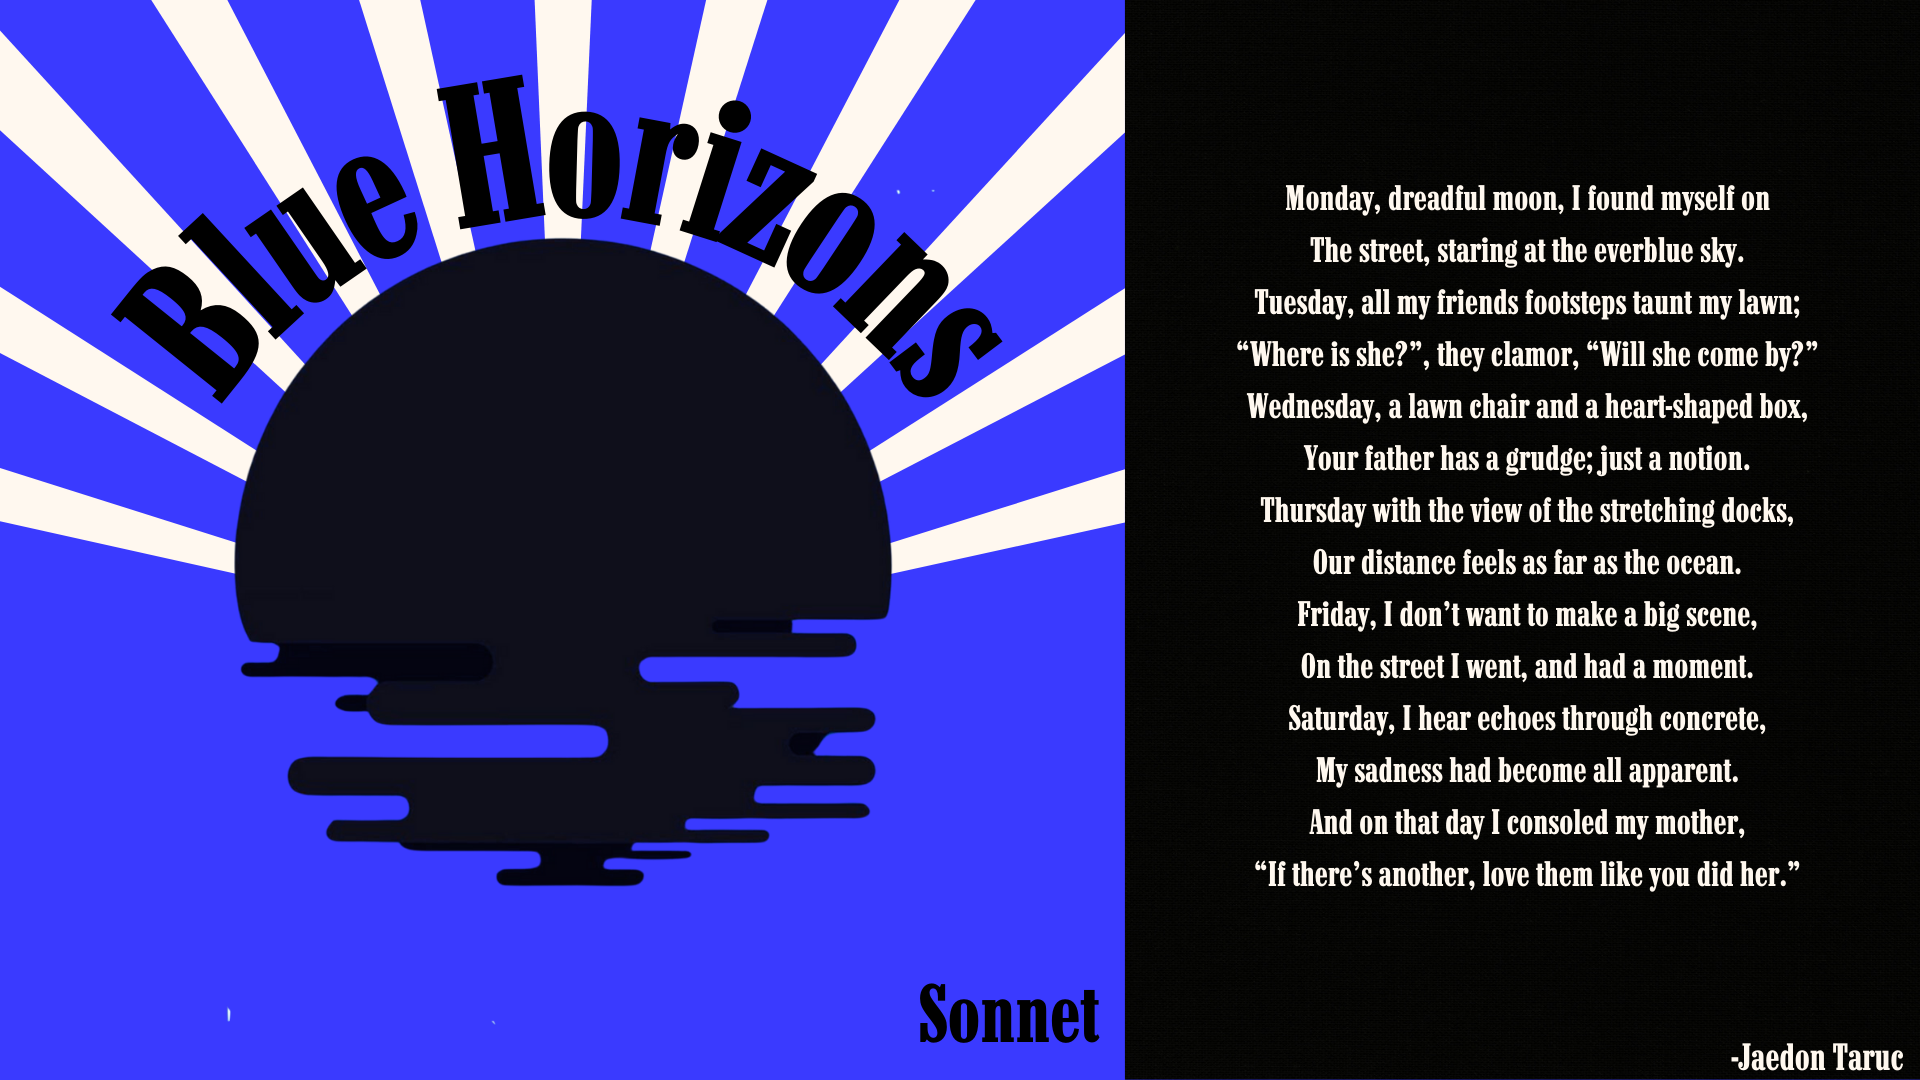 Blue Horizons
Sonnet
Monday, dreadful moon, I found myself on
The street, staring at the everblue sky.
Tuesday, all my friends footsteps taunt my lawn;
“Where is she?”, they clamor, “Will she come by?”
Wednesday, a lawn chair and a heart-shaped box,
Your father has a grudge; just a notion.
Thursday with the view of the stretching docks,
Our distance feels as far as the ocean.
Friday, I don’t want to make a big scene,
On the street I went, and had a moment.
Saturday, I hear echoes through concrete,
My sadness had become all apparent.
And on that day I consoled my mother,
“If there’s another, love them like you did her.”
-Jaedon Taruc